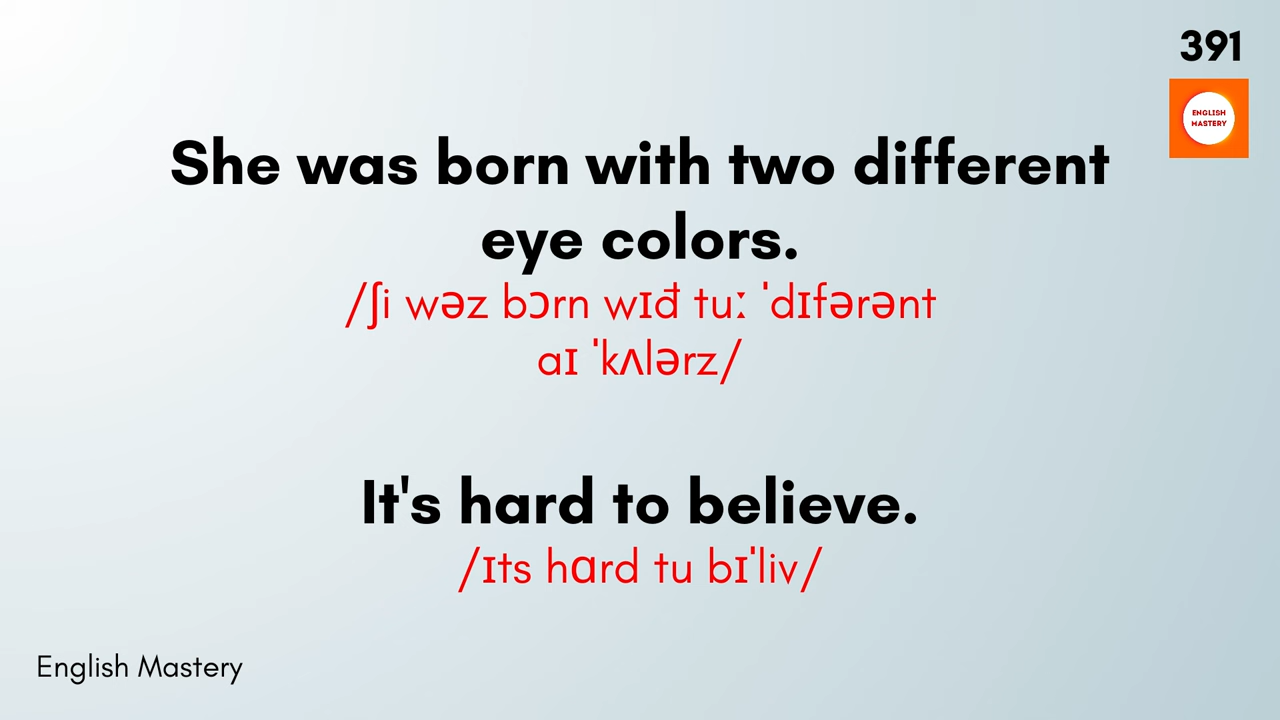 391
ENGLISH
MASTERY
She was born with two different
eye colors.
/ʃi wəz bɔrn wɪđ tuː ˈdɪfərənt
aɪ ˈkʌlərz/
It's hard to believe.
/ɪts hɑrd tu bɪˈliv/
English Mastery